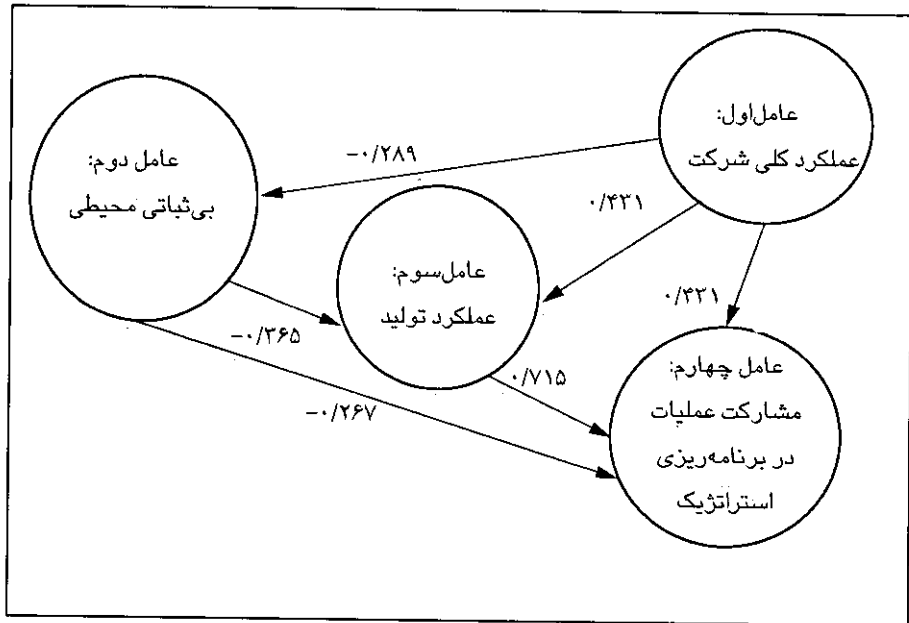 عامل‌اول:
عملکرد کلی شرکت
عامل دوم:
بی‌ثباتی محیطی
−۰/۲۸۹
۰/۴۳۱
عامل‌سوم:
عملکرد تولید
۰/۴۳۱
−۰/۳۶۵
۰/۷۱۵
−۰/۲۶۷
عامل چهارم:
مشارکت عملیات
در برنامه‌ریزی
استراتژیک